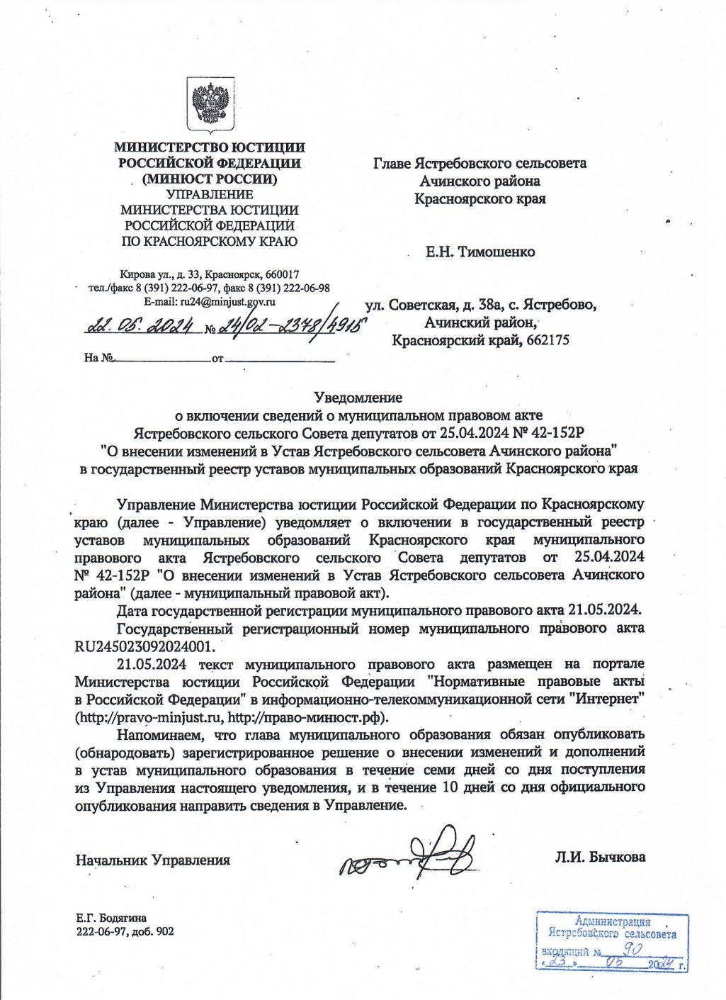 МИНИСТЕРСТВО ЮСТИЦИИ
РОССИЙСКОЙ ФЕДЕРАЦИИ
(МИНЮСТ РОССИИ)
УПРАВЛЕНИЕ
МИНИСТЕРСТВА ЮСТИЦИИ
РОССИЙСКОЙ ФЕДЕРАЦИИ
ПО КРАСНОЯРСКОМУ КРАЮ
Кирова ул., д. 33, Красноярск, 660017
тел./факс 8 (391) 222-06-97, факс 8 (391) 222-06-98
E-mail: ru24@minjust.gov.ru
22.05.2024 № 24/02-2378/4915
На № от
Главе Ястребовского сельсовета
Ачинского района
Красноярского края
Е.Н. Тимошенко
ул. Советская, д. 38а, с. Ястребово,
Ачинский район,
Красноярский край, 662175
Уведомление
о включении сведений о муниципальном правовом акте
Ястребовского сельского Совета депутатов от 25.04.2024 № 42-152Р
"О внесении изменений в Устав Ястребовского сельсовета Ачинского района"
в государственный реестр уставов муниципальных образований Красноярского края
Управление Министерства юстиции Российской Федерации по Красноярскому
краю (далее - Управление) уведомляет о включении в государственный реестр
уставов муниципальных образований Красноярского края муниципального
правового акта Ястребовского сельского Совета депутатов от 25.04.2024
№ 42-152Р "О внесении изменений в Устав Ястребовского сельсовета Ачинского
района" (далее - муниципальный правовой акт).
Дата государственной регистрации муниципального правового акта 21.05.2024.
Государственный регистрационный номер муниципального правового акта
RU245023092024001.
21.05.2024 текст муниципального правового акта размещен на портале
Министерства юстиции Российской Федерации "Нормативные правовые акты
в Российской Федерации" в информационно-телекоммуникационной сети "Интернет"
(http://pravo-minjust.ru, http://право-минюст.рф).
Напоминаем, что глава муниципального образования обязан опубликовать
(обнародовать) зарегистрированное решение о внесении изменений и дополнений
в устав муниципального образования в течение семи дней со дня поступления
из Управления настоящего уведомления, и в течение 10 дней со дня официального
опубликования направить сведения в Управление.
Начальник Управления
Л.И. Бычкова
Е.Г. Бодягина
222-06-97, доб. 902
Администрация
Ястребовского сельсовета
входящий № 90
« 23 » 05 2024 г.